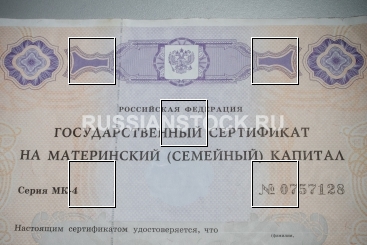 РОССИЙСКАЯ ФЕДЕРАЦИЯ
RUSSIANSTOCK.RU
ГОСУДАРСТВЕННЫЙ СЕРТИФИКАТ
НА МАТЕРИНСКИЙ (СЕМЕЙНЫЙ) КАПИТАЛ
Серия МК-4 № 0757128
Настоящим сертификатом удостоверяется, что